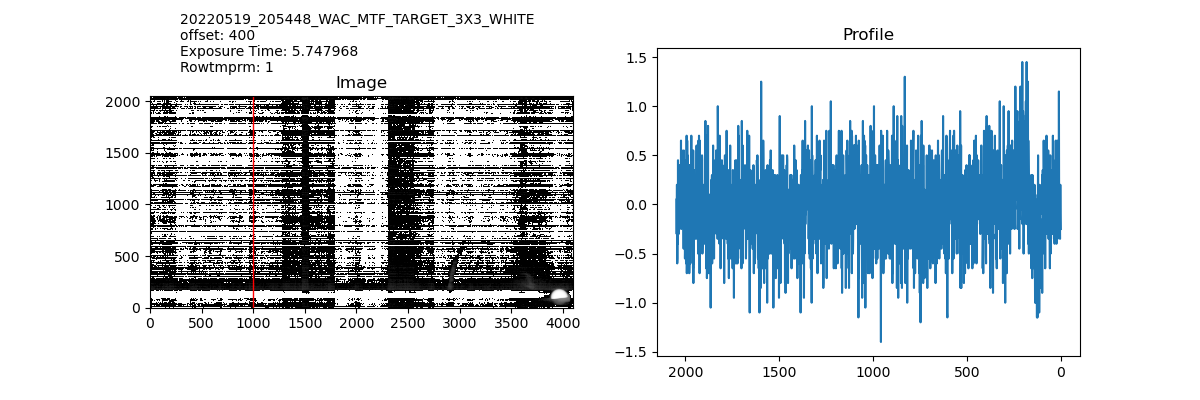 20220519_205448_WAC_MTF_TARGET_3X3_WHITE
offset: 400
Exposure Time: 5.747968
Rowtmprm: 1
Image
2000
1500
1000
500
0
0 500 1000 1500 2000 2500 3000 3500 4000
Profile
1.5
1.0
0.5
0.0
−0.5
−1.0
−1.5
2000 1500 1000 500 0